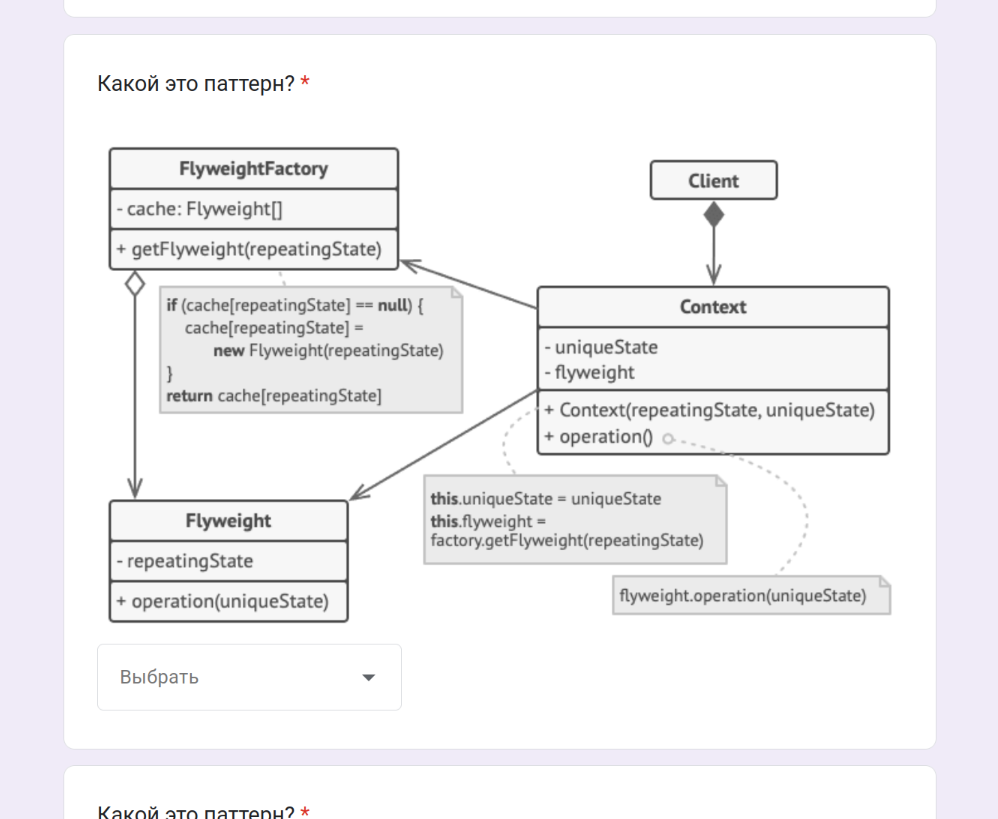 Какой это паттерн? *
FlyweightFactory
- cache: Flyweight[]
+ getFlyweight(repeatingState)
if (cache[repeatingState] == null) {
cache[repeatingState] =
new Flyweight(repeatingState)
}
return cache[repeatingState]
Client
Context
- uniqueState
- flyweight
+ Context(repeatingState, uniqueState)
+ operation()
this.uniqueState = uniqueState
this.flyweight =
factory.getFlyweight(repeatingState)
flyweight.operation(uniqueState)
Flyweight
- repeatingState
+ operation(uniqueState)
Выбрать
Какой это паттерн? *